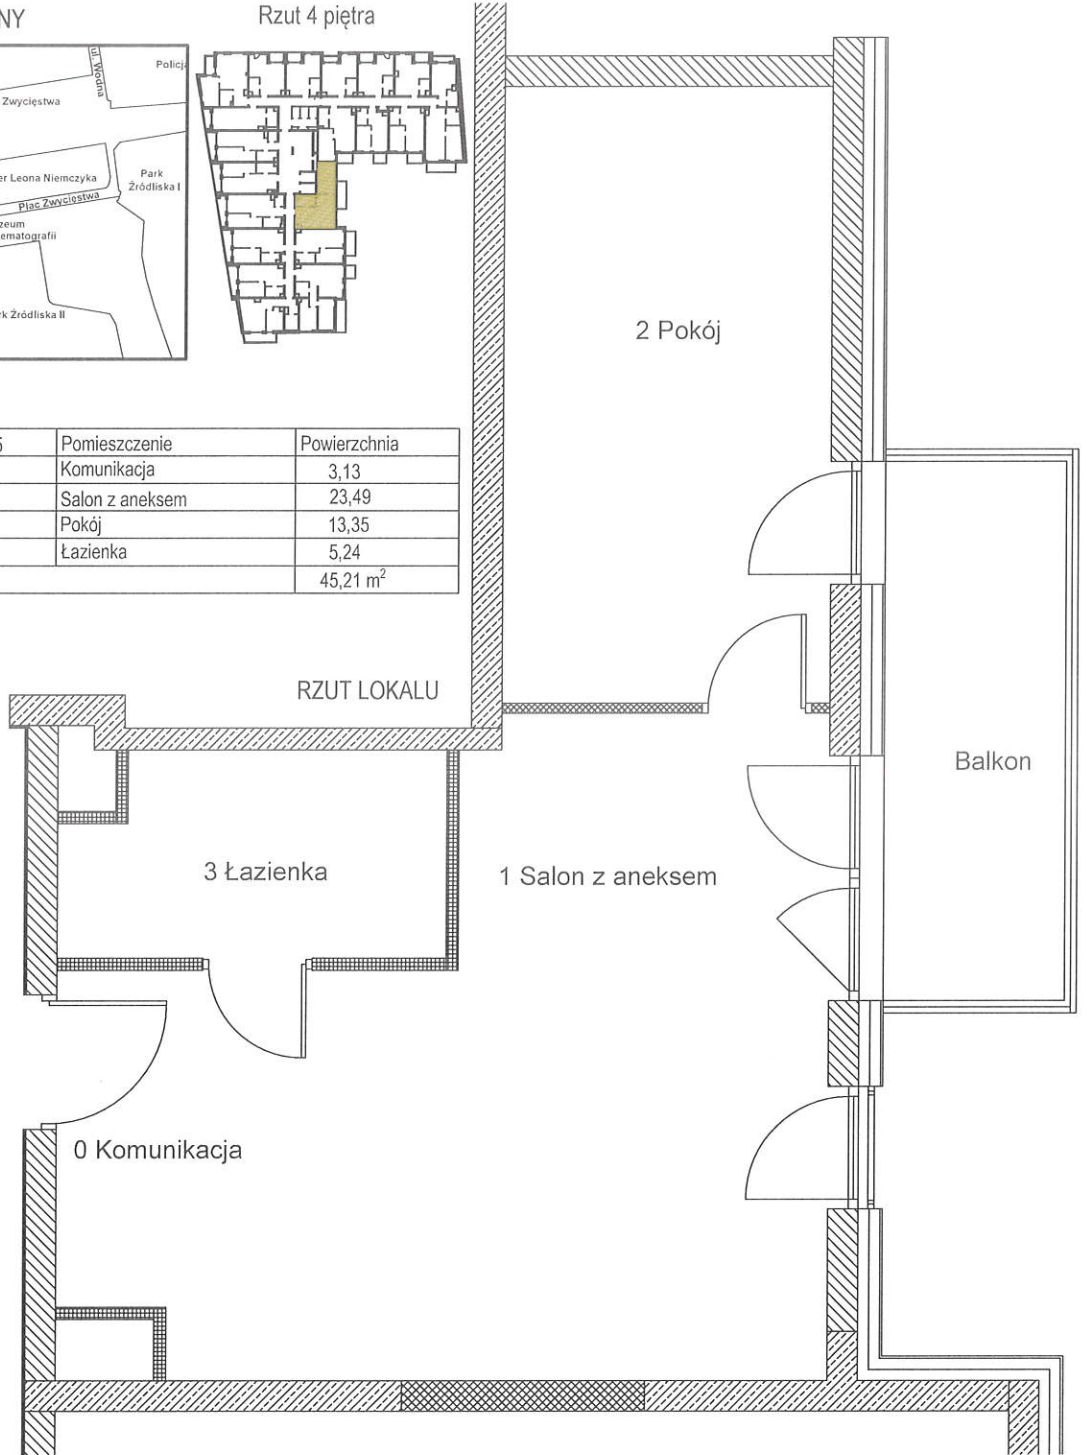 NY
Rzut 4 piętra
ul. Wodna
Policja
Zwycięstwa
er Leona Niemczyka
Park
Źródliska I
Plac Zwycięstwa
zeum
ematografii
rk Źródliska II
5 Pomieszczenie Powierzchnia
Komunikacja 3,13
Salon z aneksem 23,49
Pokój 13,35
Łazienka 5,24
45,21 m²
RZUT LOKALU
2 Pokój
Balkon
3 Łazienka
1 Salon z aneksem
0 Komunikacja